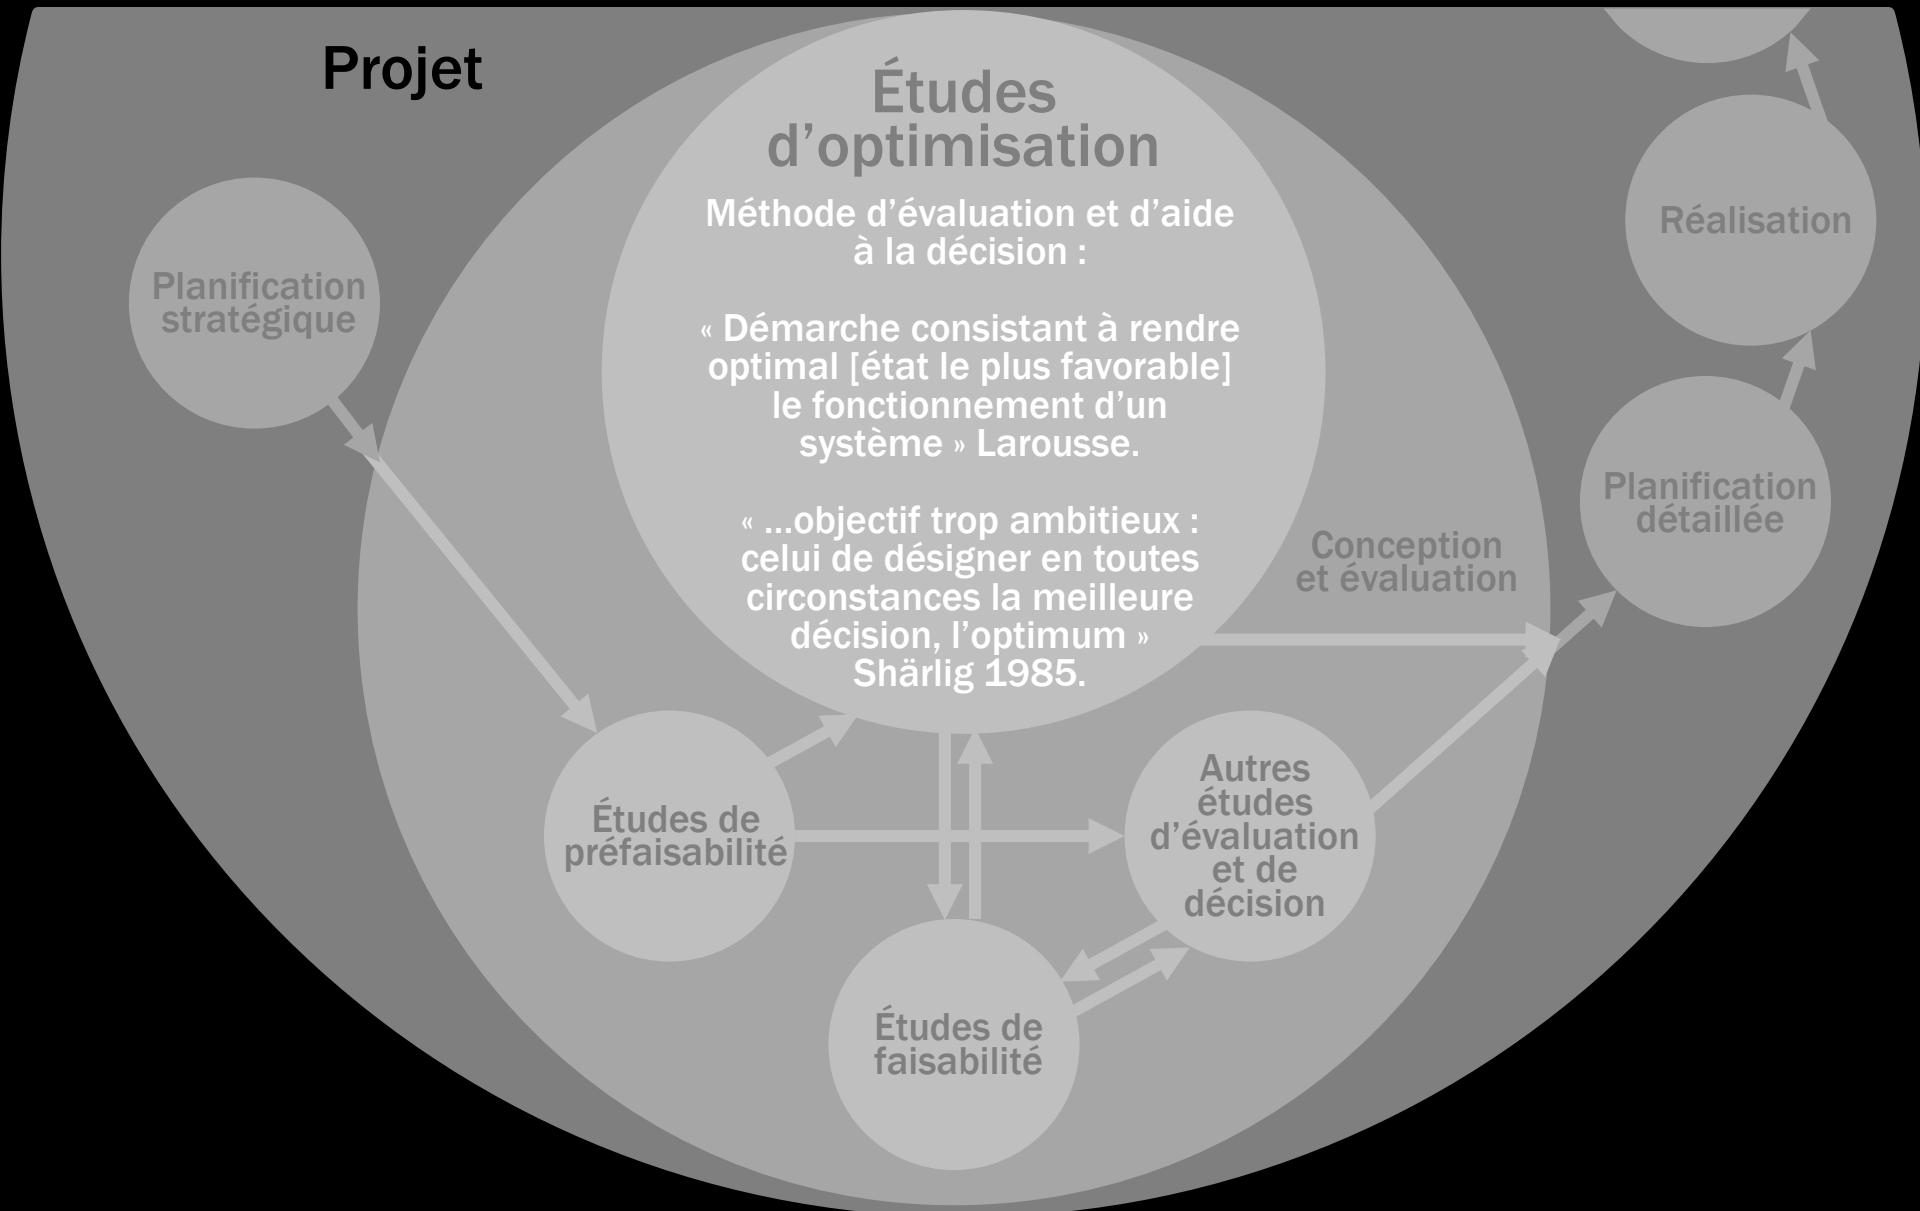 Projet
Études
d’optimisation
Méthode d’évaluation et d’aide
à la décision :
« Démarche consistant à rendre
optimal [état le plus favorable]
le fonctionnement d’un
système » Larousse.
« ...objectif trop ambitieux :
celui de désigner en toutes
circonstances la meilleure
décision, l’optimum »
Shärlig 1985.
Planification
stratégique
Réalisation
Planification
détaillée
Conception
et évaluation
Études de
préfaisabilité
Autres
études
d’évaluation
et de
décision
Études de
faisabilité